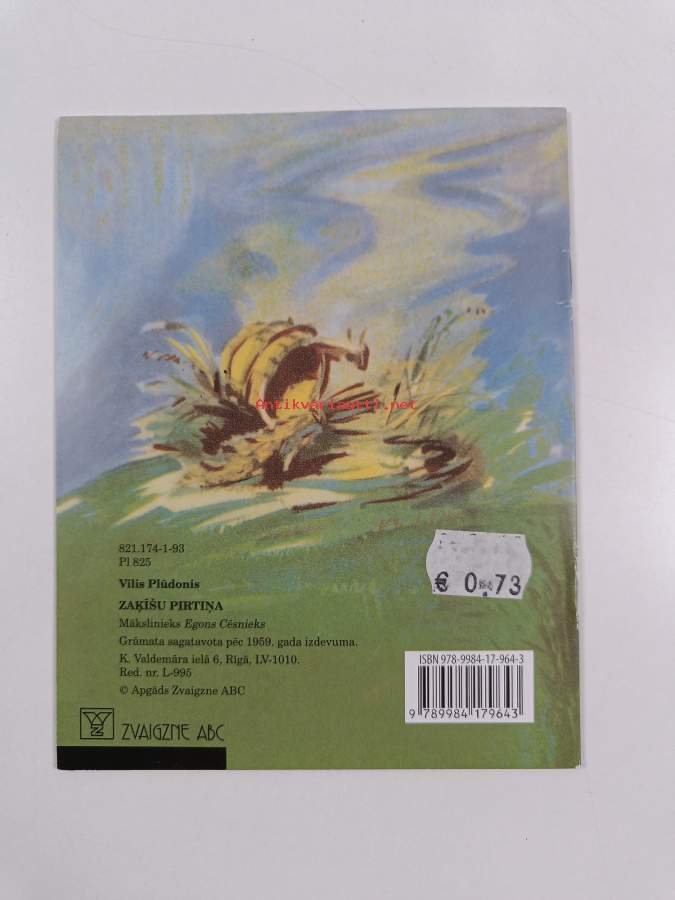 Antikvariaatti.net
821.174-1-93
Pl 825
Vilis Plūdonis
ZAĶĪŠU PIRTIŅA
Mākslinieks Egons Cēsnieks
Grāmata sagatavota pēc 1959. gada izdevuma.
K. Valdemāra ielā 6, Rīgā, LV-1010.
Red. nr. L-995
© Apgāds Zvaigzne ABC
ZVAIGZNE ABC
€ 0.73
ISBN 978-9984-17-964-3
9 789984 179643